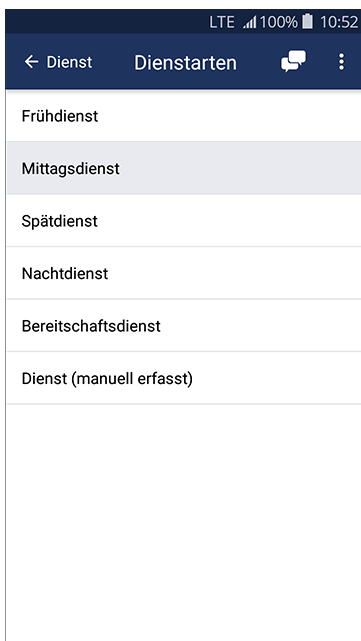 LTE 100% 10:52
← Dienst Dienstarten
Frühdienst
Mittagsdienst
Spätdienst
Nachtdienst
Bereitschaftsdienst
Dienst (manuell erfasst)